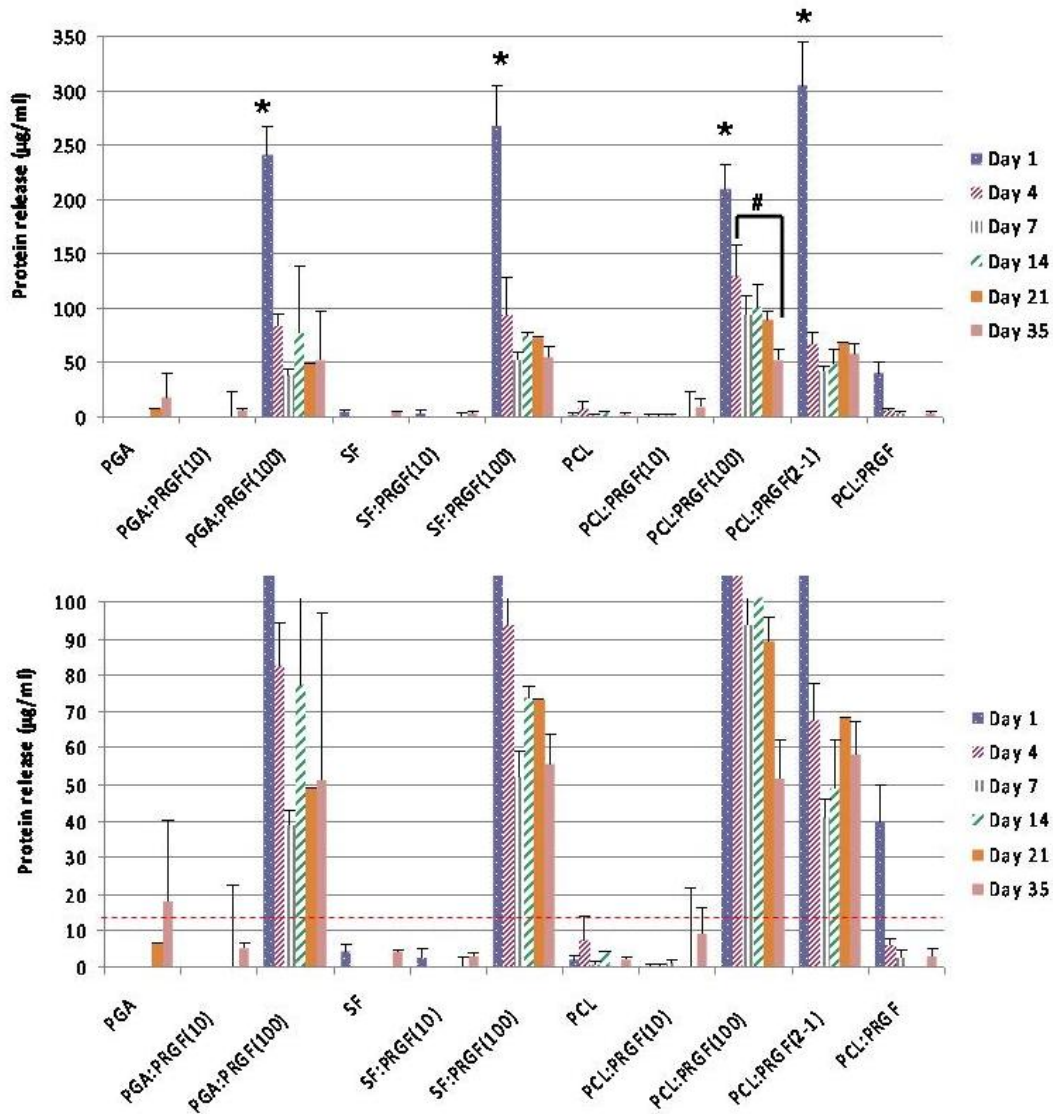 *
350
*
*
300
*
250
200
#
150
100
50
0
Protein release (µg/ml)
Day 1
Day 4
Day 7
Day 14
Day 21
Day 35
PGA
PGA:PRGF(10)
PGA:PRGF(100)
SF
SF:PRGF(10)
SF:PRGF(100)
PCL
PCL:PRGF(10)
PCL:PRGF(100)
PCL:PRGF(2-1)
PCL:PRGF
100
90
80
70
60
50
40
30
20
10
0
Protein release (µg/ml)
Day 1
Day 4
Day 7
Day 14
Day 21
Day 35
PGA
PGA:PRGF(10)
PGA:PRGF(100)
SF
SF:PRGF(10)
SF:PRGF(100)
PCL
PCL:PRGF(10)
PCL:PRGF(100)
PCL:PRGF(2-1)
PCL:PRGF